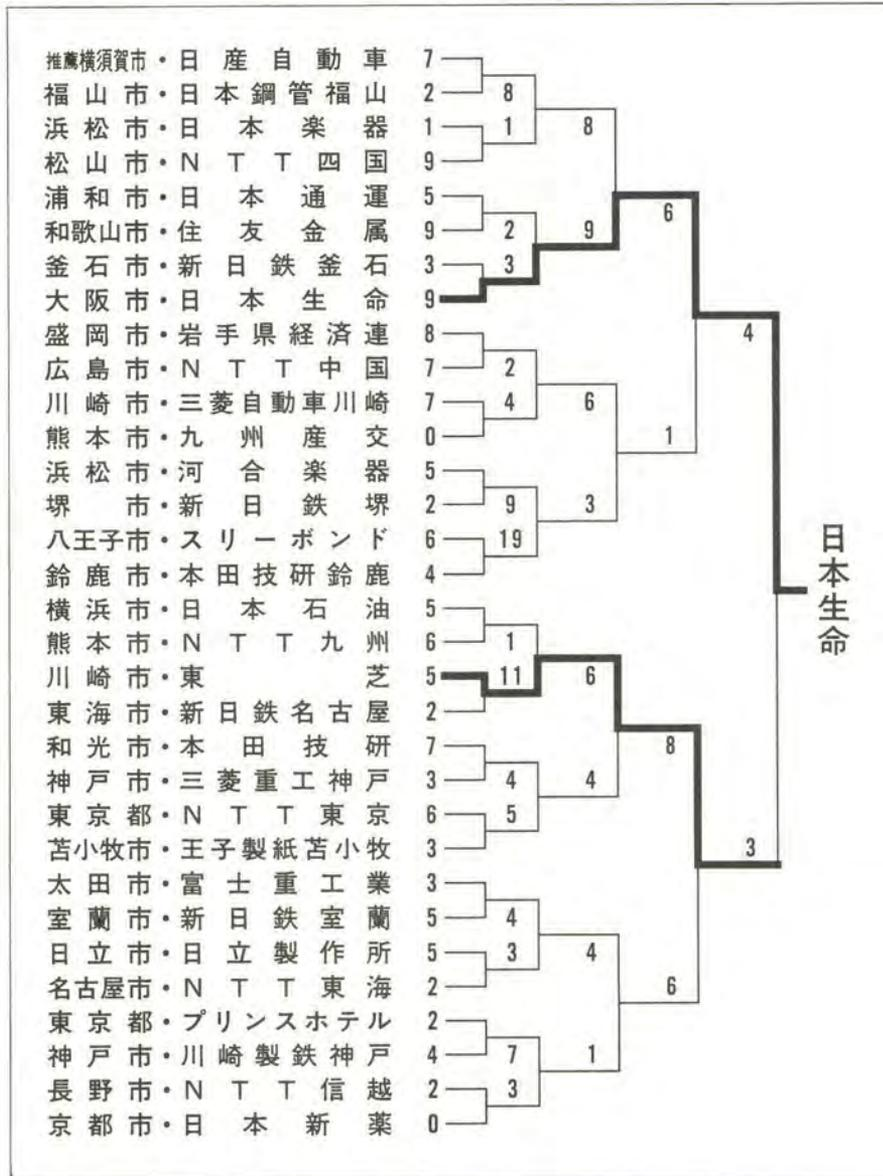 推薦横須賀市・日産自動車 7
福山市・日本鋼管福山 2
浜松市・日本楽器 1
松山市・NTT四国 9
浦和市・日本通運 5
和歌山市・住友金属 9
釜石市・新日鉄釜石 3
大阪市・日本生命 9
盛岡市・岩手県経済連 8
広島市・NTT中国 7
川崎市・三菱自動車川崎 7
熊本市・九州産交 0
浜松市・河合楽器 5
堺市・新日鉄堺 2
八王子市・スリーボンド 6
鈴鹿市・本田技研鈴鹿 4
横浜市・日本石油 5
熊本市・NTT九州 6
川崎市・東芝 5
東海市・新日鉄名古屋 2
和光市・本田技研 7
神戸市・三菱重工神戸 3
東京都・NTT東京 6
苫小牧市・王子製紙苫小牧 3
太田市・富士重工業 3
室蘭市・新日鉄室蘭 5
日立市・日立製作所 5
名古屋市・NTT東海 2
東京都・プリンスホテル 2
神戸市・川崎製鉄神戸 4
長野市・NTT信越 2
京都市・日本新薬 0
8
1
2
3
2
4
9
19
1
11
4
5
4
3
7
3
8
9
6
3
6
4
4
1
6
1
8
6
4
3
日本生命